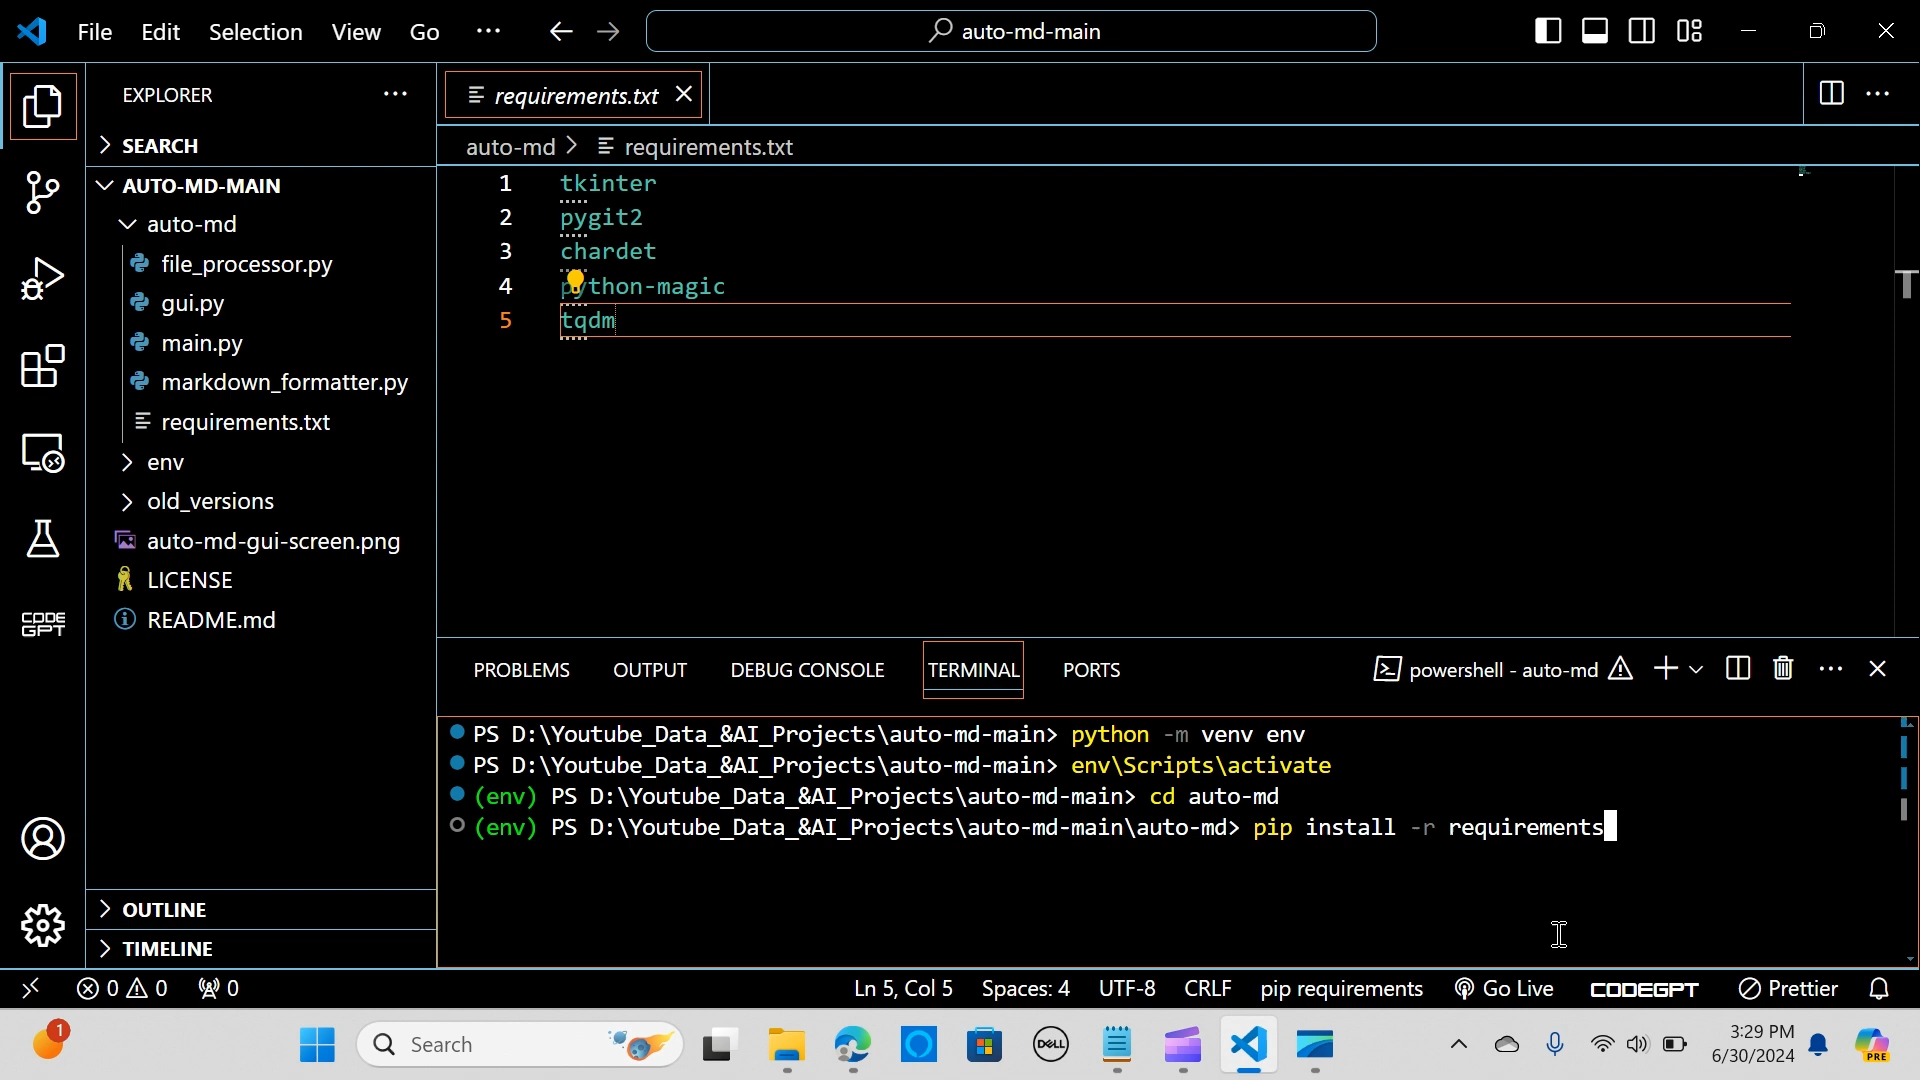 File Edit Selection View Go ··· auto-md-main
EXPLORER ···
requirements.txt
SEARCH
auto-md > requirements.txt
AUTO-MD-MAIN
auto-md
file_processor.py
gui.py
main.py
markdown_formatter.py
requirements.txt
env
old_versions
auto-md-gui-screen.png
LICENSE
README.md
OUTLINE
TIMELINE
CODE
GPT
1 tkinter
2 pygit2
3 chardet
4 python-magic
5 tqdm
PROBLEMS OUTPUT DEBUG CONSOLE TERMINAL PORTS powershell - auto-md
PS D:\Youtube_Data_&AI_Projects\auto-md-main> python -m venv env
PS D:\Youtube_Data_&AI_Projects\auto-md-main> env\Scripts\activate
(env) PS D:\Youtube_Data_&AI_Projects\auto-md-main> cd auto-md
(env) PS D:\Youtube_Data_&AI_Projects\auto-md-main\auto-md> pip install -r requirements
0 0 0 Ln 5, Col 5 Spaces: 4 UTF-8 CRLF pip requirements Go Live CODEGPT Prettier
1 Search DELL 3:29 PM
6/30/2024
PRE